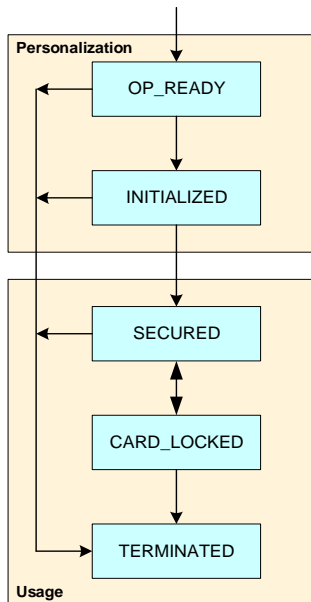 Personalization
OP_READY
INITIALIZED
SECURED
CARD_LOCKED
TERMINATED
Usage